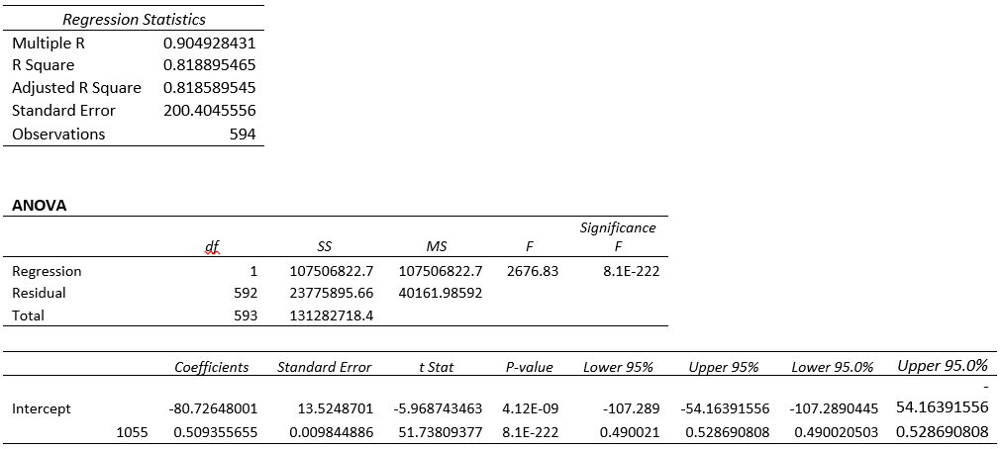 Regression Statistics
Multiple R 0.904928431
R Square 0.818895465
Adjusted R Square 0.818589545
Standard Error 200.4045556
Observations 594
ANOVA
Significance
df SS MS F F
Regression 1 107506822.7 107506822.7 2676.83 8.1E-222
Residual 592 23775895.66 40161.98592
Total 593 131282718.4
Coefficients Standard Error t Stat P-value Lower 95% Upper 95% Lower 95.0% Upper 95.0%
-
Intercept -80.72648001 13.5248701 -5.968743463 4.12E-09 -107.289 -54.16391556 -107.2890445 54.16391556
1055 0.509355655 0.009844886 51.73809377 8.1E-222 0.490021 0.528690808 0.490020503 0.528690808